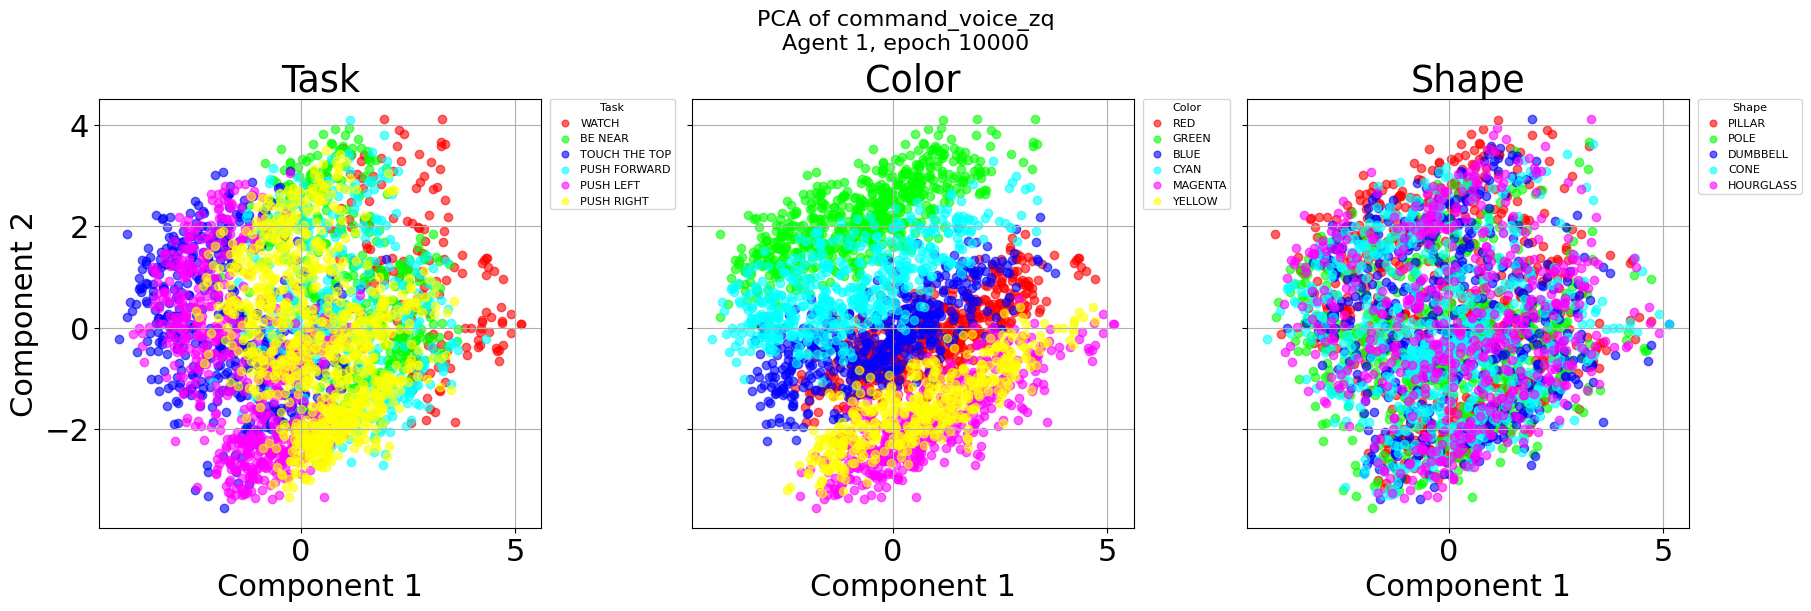 PCA of command_voice_zq
Agent 1, epoch 10000
Task
Color
Shape
Component 2
4
2
0
−2
0
5
Component 1
Task
WATCH
BE NEAR
TOUCH THE TOP
PUSH FORWARD
PUSH LEFT
PUSH RIGHT
0
5
Component 1
Color
RED
GREEN
BLUE
CYAN
MAGENTA
YELLOW
0
5
Component 1
Shape
PILLAR
POLE
DUMBBELL
CONE
HOURGLASS